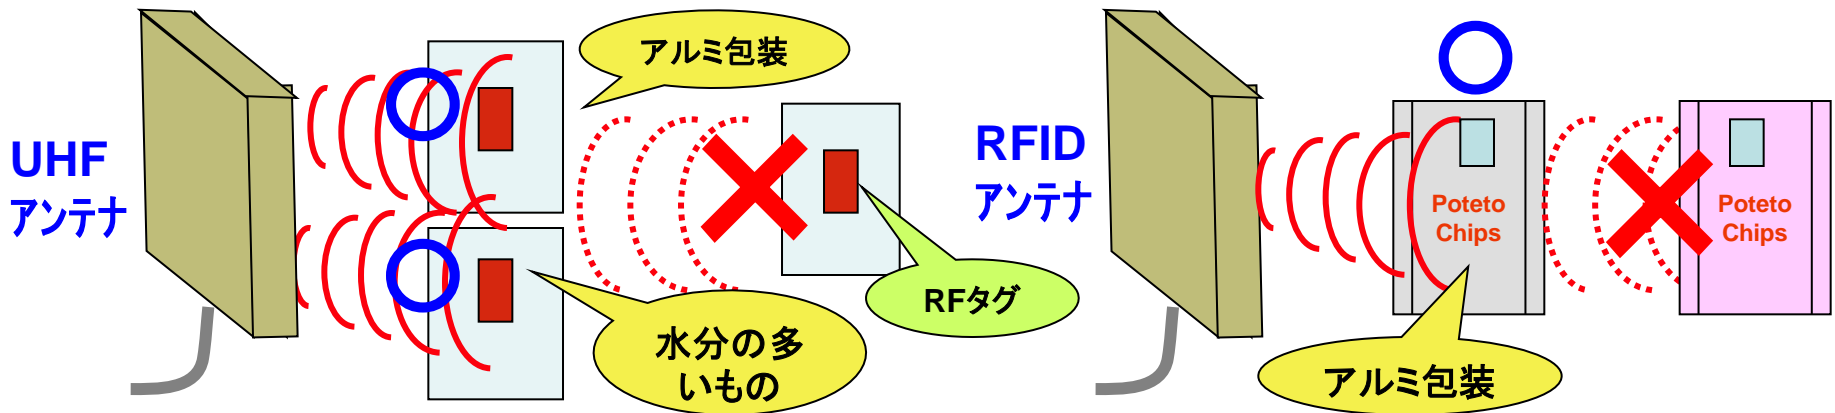 UHF
アンテナ
アルミ包装
水分の多
いもの
RFタグ
RFID
アンテナ
Poteto
Chips
アルミ包装
Poteto
Chips